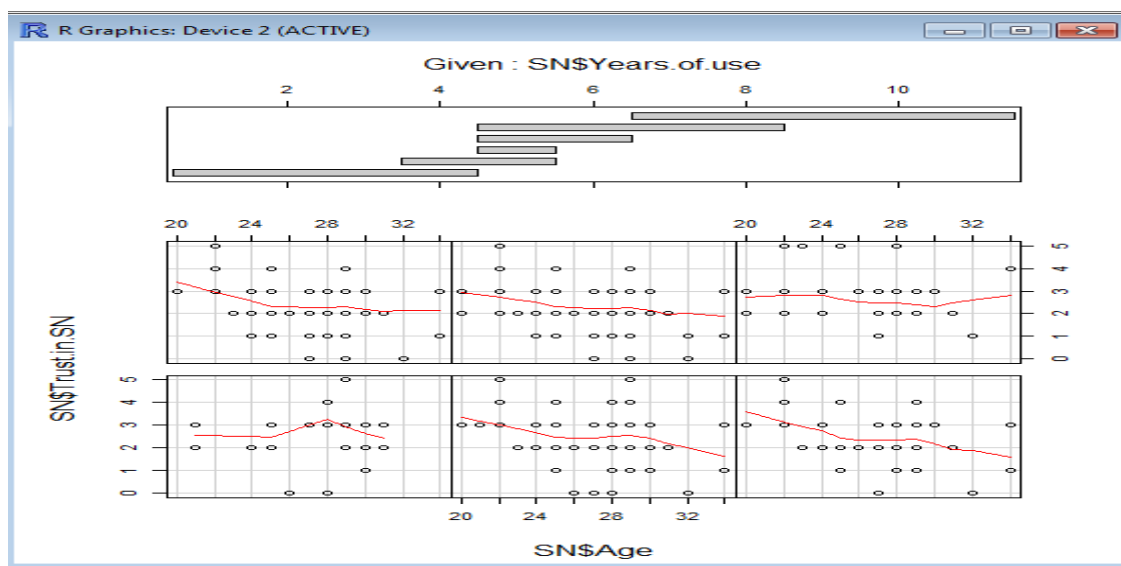 R Graphics: Device 2 (ACTIVE)
Given : SN$Years.of.use
2 4 6 8 10
20 24 28 32 20 24 28 32
5
4
3
2
1
0
SN$Trust.in.SN
5
4
3
2
1
0
20 24 28 32
SN$Age